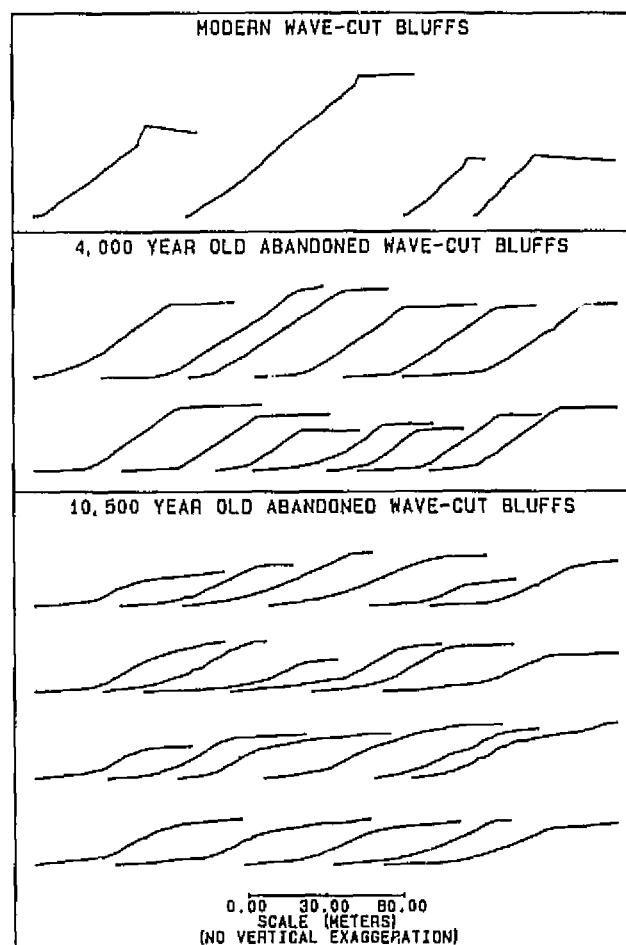 MODERN WAVE-CUT BLUFFS
4,000 YEAR OLD ABANDONED WAVE-CUT BLUFFS
10,500 YEAR OLD ABANDONED WAVE-CUT BLUFFS
0.00 30.00 60.00
SCALE (METERS)
(NO VERTICAL EXAGGERATION)